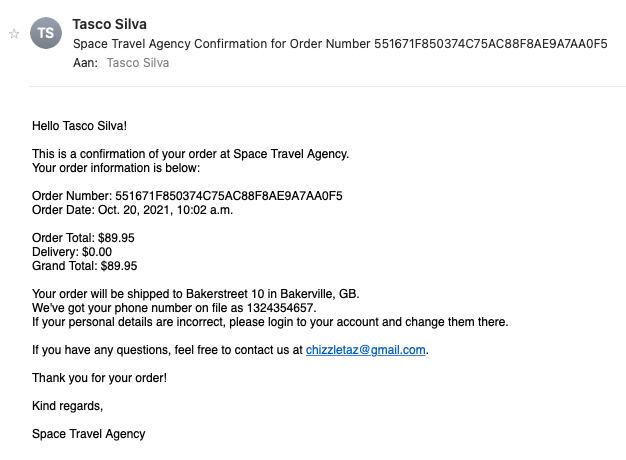 TS
Tasco Silva
Space Travel Agency Confirmation for Order Number 551671F850374C75AC88F8AE9A7AA0F5
Aan: Tasco Silva
Hello Tasco Silva!
This is a confirmation of your order at Space Travel Agency.
Your order information is below:
Order Number: 551671F850374C75AC88F8AE9A7AA0F5
Order Date: Oct. 20, 2021, 10:02 a.m.
Order Total: $89.95
Delivery: $0.00
Grand Total: $89.95
Your order will be shipped to Bakerstreet 10 in Bakerville, GB.
We've got your phone number on file as 1324354657.
If your personal details are incorrect, please login to your account and change them there.
If you have any questions, feel free to contact us at chizzletaz@gmail.com.
Thank you for your order!
Kind regards,
Space Travel Agency